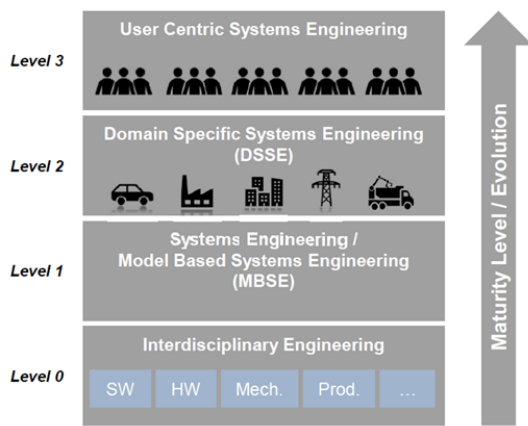 User Centric Systems Engineering
Level 3
Domain Specific Systems Engineering
(DSSE)
Level 2
Systems Engineering /
Model Based Systems Engineering
(MBSE)
Level 1
Interdisciplinary Engineering
Level 0
SW
HW
Mech.
Prod.
...
Maturity Level / Evolution